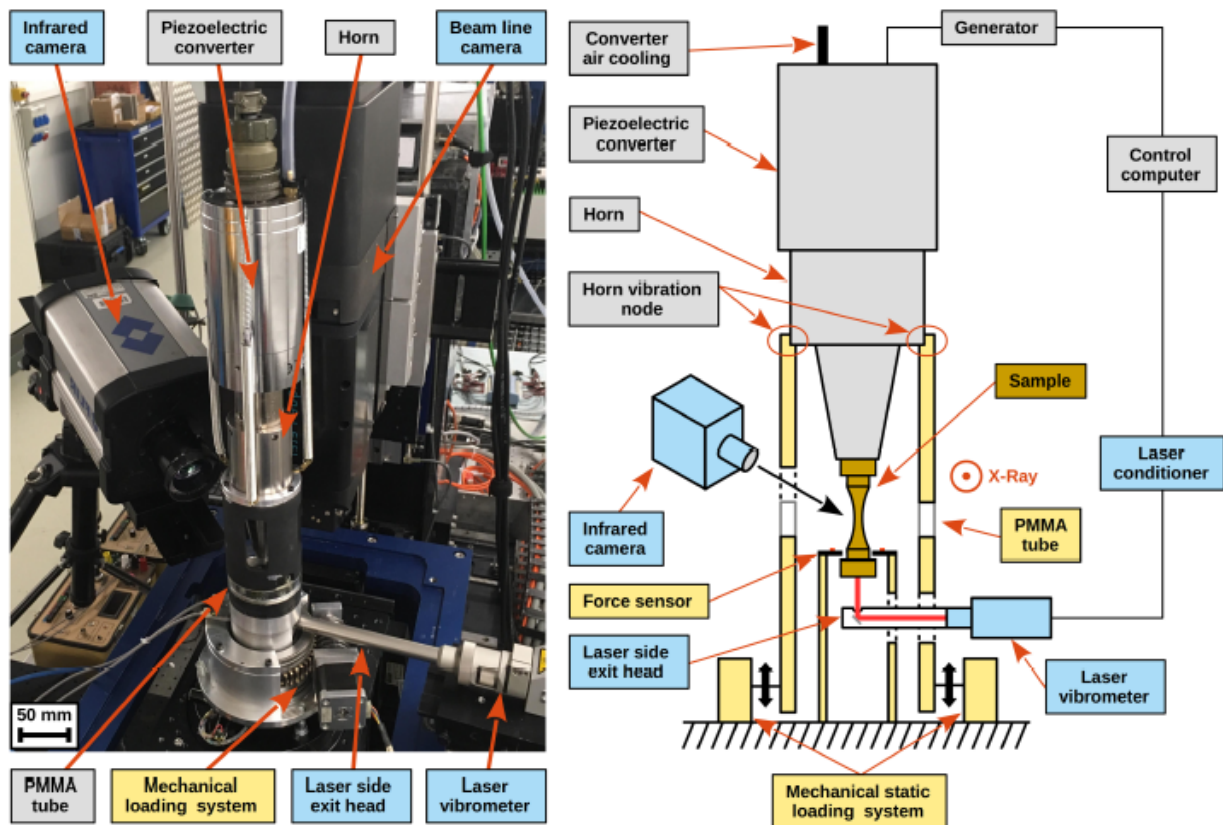 Infrared
camera
Piezoelectric
converter
Horn
Beam line
camera
50 mm
PMMA
tube
Mechanical
loading system
Laser side
exit head
Laser
vibrometer
Converter
air cooling
Generator
Piezoelectric
converter
Control
computer
Horn
Horn vibration
node
Sample
Laser
conditioner
X-Ray
Infrared
camera
PMMA
tube
Force sensor
Laser side
exit head
Laser
vibrometer
Mechanical static
loading system